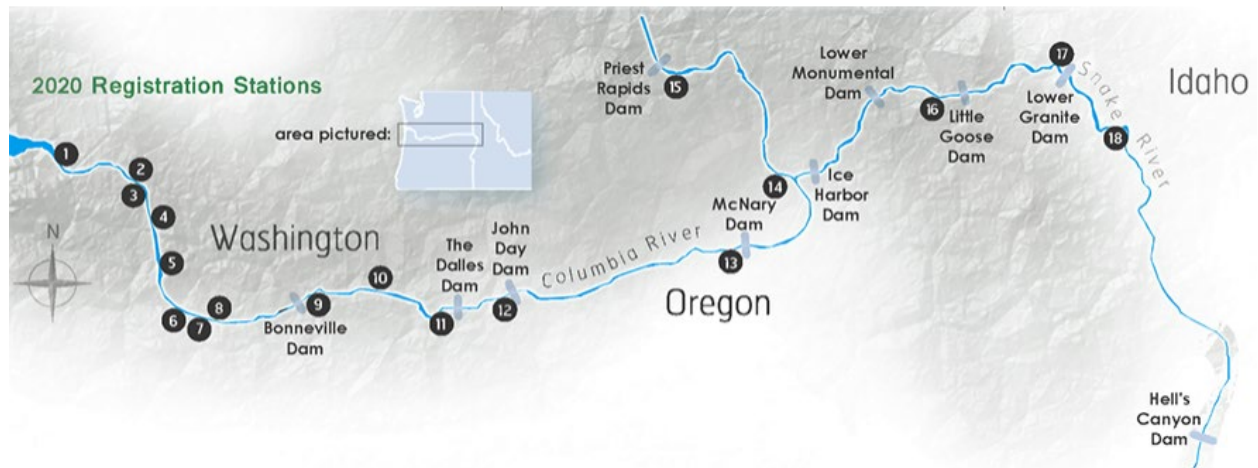 2020 Registration Stations
area pictured:
N
Washington
Oregon
Idaho
Columbia River
Snake River
1
2
3
4
5
6
7
8
Bonneville
Dam
9
10
11
The
Dalles
Dam
12
John
Day
Dam
13
McNary
Dam
14
15
Priest
Rapids
Dam
Ice
Harbor
Dam
Lower
Monumental
Dam
16
Little
Goose
Dam
17
Lower
Granite
Dam
18
Hell's
Canyon
Dam